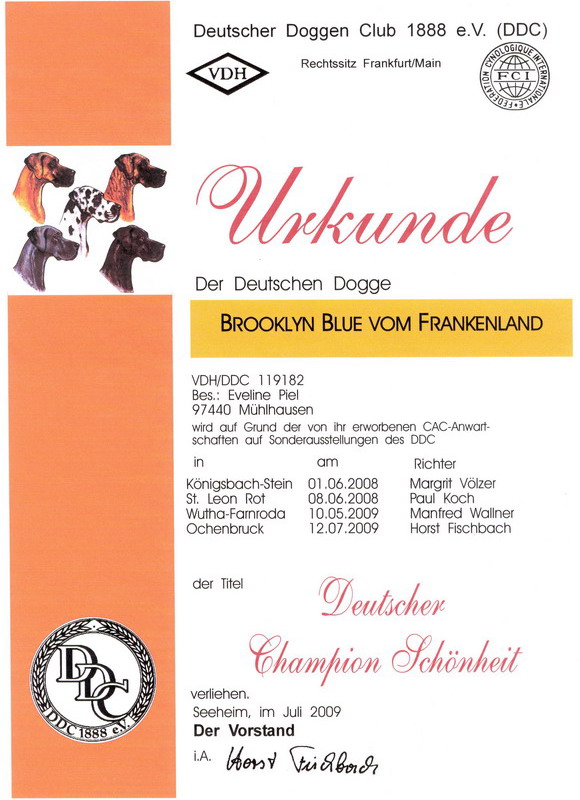 Deutscher Doggen Club 1888 e.V. (DDC)
VDH
Rechtssitz Frankfurt/Main
FEDERATION CYNOLOGIQUE INTERNATIONALE
FCI
Urkunde
Der Deutschen Dogge
BROOKLYN BLUE VOM FRANKENLAND
VDH/DDC 119182
Bes.: Eveline Piel
97440 Mühlhausen
wird auf Grund der von ihr erworbenen CAC-Anwart-
schaften auf Sonderausstellungen des DDC
in am Richter
Königsbach-Stein 01.06.2008 Margrit Völzer
St. Leon Rot 08.06.2008 Paul Koch
Wutha-Farnroda 10.05.2009 Manfred Wallner
Ochenbruck 12.07.2009 Horst Fischbach
der Titel
Deutscher
Champion Schönheit
verliehen.
Seeheim, im Juli 2009
Der Vorstand
i.A. Horst Fischbach
DDC
DDC 1888 e.V.